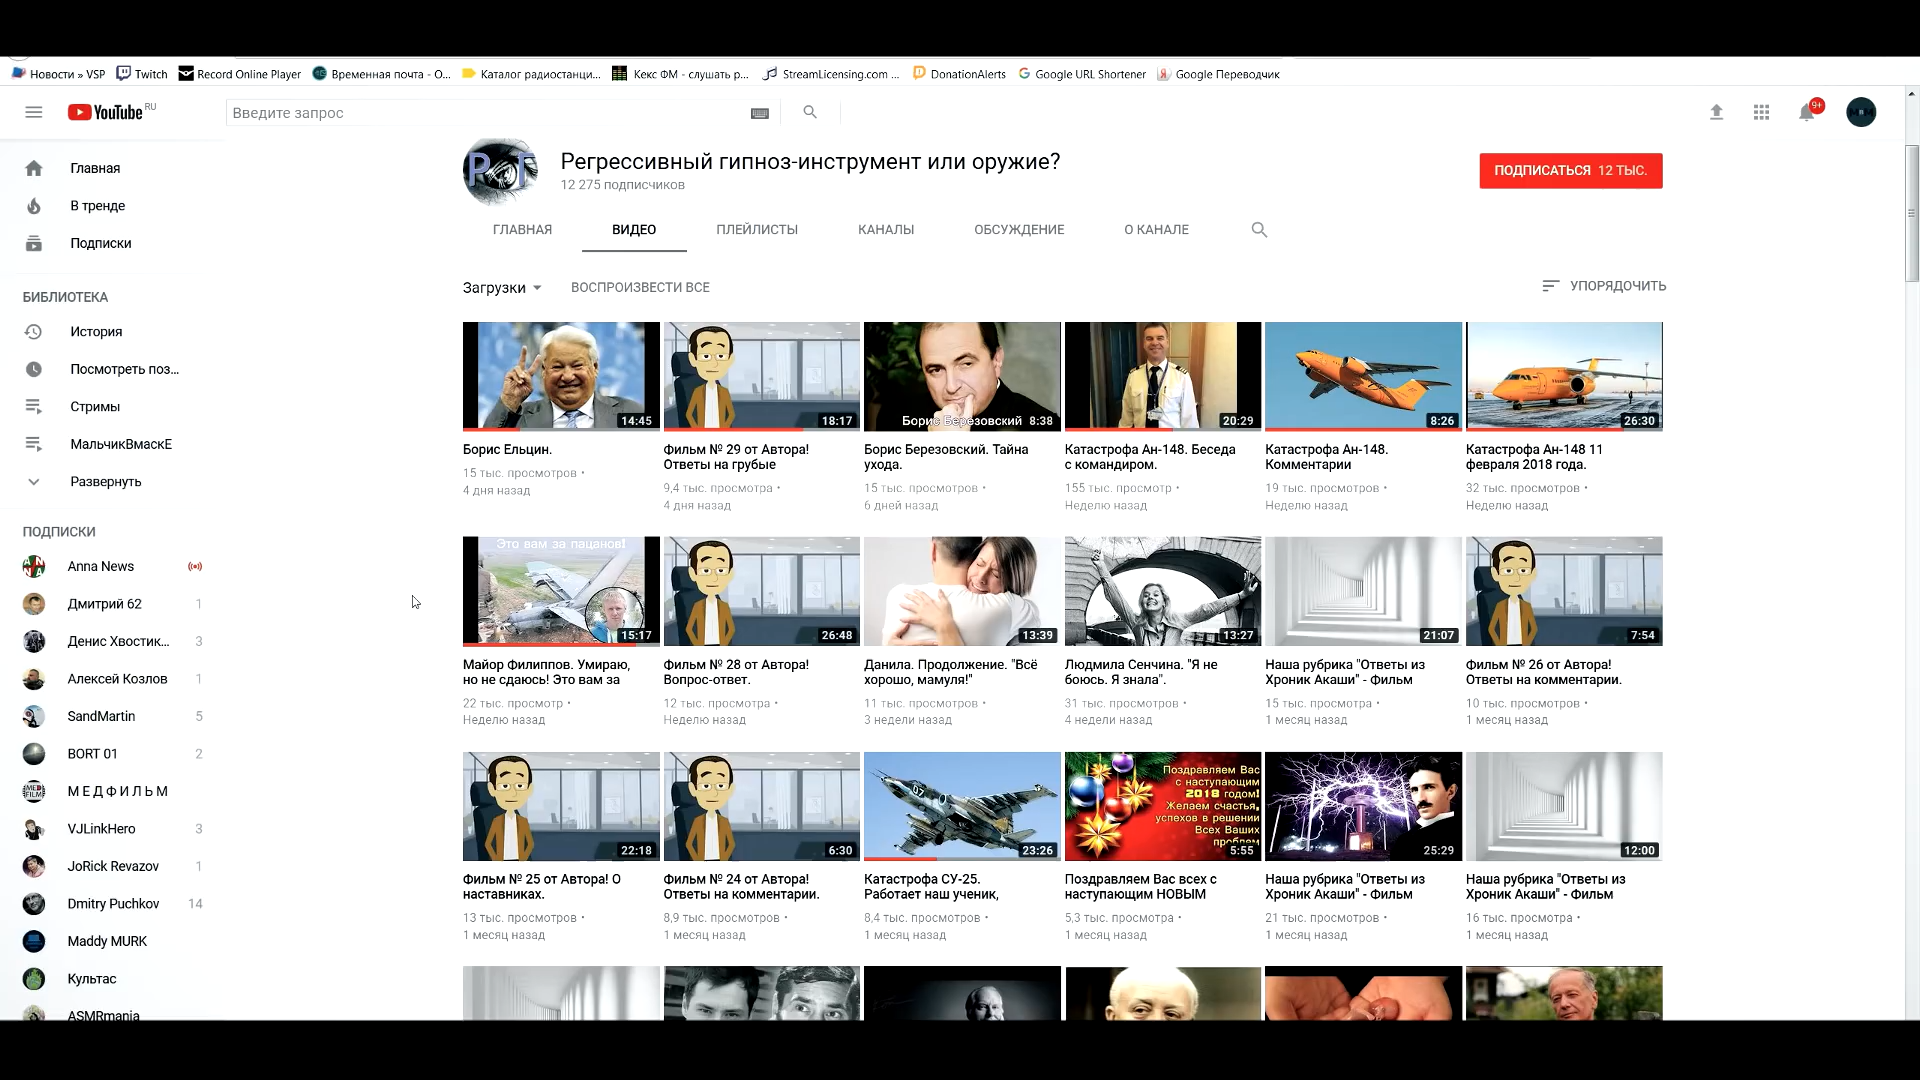 Новости » VSP
Twitch
Record Online Player
Временная почта - О...
Каталог радиостанци...
Кекс ФМ - слушать р...
StreamLicensing.com ...
DonationAlerts
Google URL Shortener
Google Переводчик
YouTube RU
Введите запрос
9+
Главная
В тренде
Подписки
БИБЛИОТЕКА
История
Посмотреть поз...
Стримы
МальчикВмаскЕ
Развернуть
ПОДПИСКИ
Anna News
Дмитрий 62 1
Денис Хвостик... 3
Алексей Козлов 1
SandMartin 5
BORT 01 2
М Е Д Ф И Л Ь М
VJLinkHero 3
JoRick Revazov 1
Dmitry Puchkov 14
Maddy MURK
Культас
ASMRmania
Р Г
Регрессивный гипноз-инструмент или оружие?
12 275 подписчиков
ПОДПИСАТЬСЯ 12 ТЫС.
ГЛАВНАЯ
ВИДЕО
ПЛЕЙЛИСТЫ
КАНАЛЫ
ОБСУЖДЕНИЕ
О КАНАЛЕ
Загрузки
ВОСПРОИЗВЕСТИ ВСЕ
УПОРЯДОЧИТЬ
14:45
Борис Ельцин.
15 тыс. просмотров •
4 дня назад
18:17
Фильм № 29 от Автора!
Ответы на грубые
9,4 тыс. просмотра •
4 дня назад
Борис Березовский 8:38
Борис Березовский. Тайна
ухода.
15 тыс. просмотров •
6 дней назад
20:29
Катастрофа Ан-148. Беседа
с командиром.
155 тыс. просмотр •
Неделю назад
8:26
Катастрофа Ан-148.
Комментарии
19 тыс. просмотров •
Неделю назад
26:30
Катастрофа Ан-148 11
февраля 2018 года.
32 тыс. просмотров •
Неделю назад
Это вам за пацанов!
15:17
Майор Филиппов. Умираю,
но не сдаюсь! Это вам за
22 тыс. просмотр •
Неделю назад
26:48
Фильм № 28 от Автора!
Вопрос-ответ.
12 тыс. просмотра •
Неделю назад
13:39
Данила. Продолжение. "Всё
хорошо, мамуля!"
11 тыс. просмотров •
3 недели назад
13:27
Людмила Сенчина. "Я не
боюсь. Я знала".
31 тыс. просмотров •
4 недели назад
21:07
Наша рубрика "Ответы из
Хроник Акаши" - Фильм
15 тыс. просмотра •
1 месяц назад
7:54
Фильм № 26 от Автора!
Ответы на комментарии.
10 тыс. просмотров •
1 месяц назад
22:18
Фильм № 25 от Автора! О
наставниках.
13 тыс. просмотров •
1 месяц назад
6:30
Фильм № 24 от Автора!
Ответы на комментарии.
8,9 тыс. просмотров •
1 месяц назад
07
23:26
Катастрофа СУ-25.
Работает наш ученик,
8,4 тыс. просмотров •
1 месяц назад
Поздравляем Вас
с наступающим
2018 годом!
Желаем счастья,
успехов в решении
Всех Ваших
проблем
5:55
Поздравляем Вас всех с
наступающим НОВЫМ
5,3 тыс. просмотра •
1 месяц назад
25:29
Наша рубрика "Ответы из
Хроник Акаши" - Фильм
21 тыс. просмотров •
1 месяц назад
12:00
Наша рубрика "Ответы из
Хроник Акаши" - Фильм
16 тыс. просмотра •
1 месяц назад